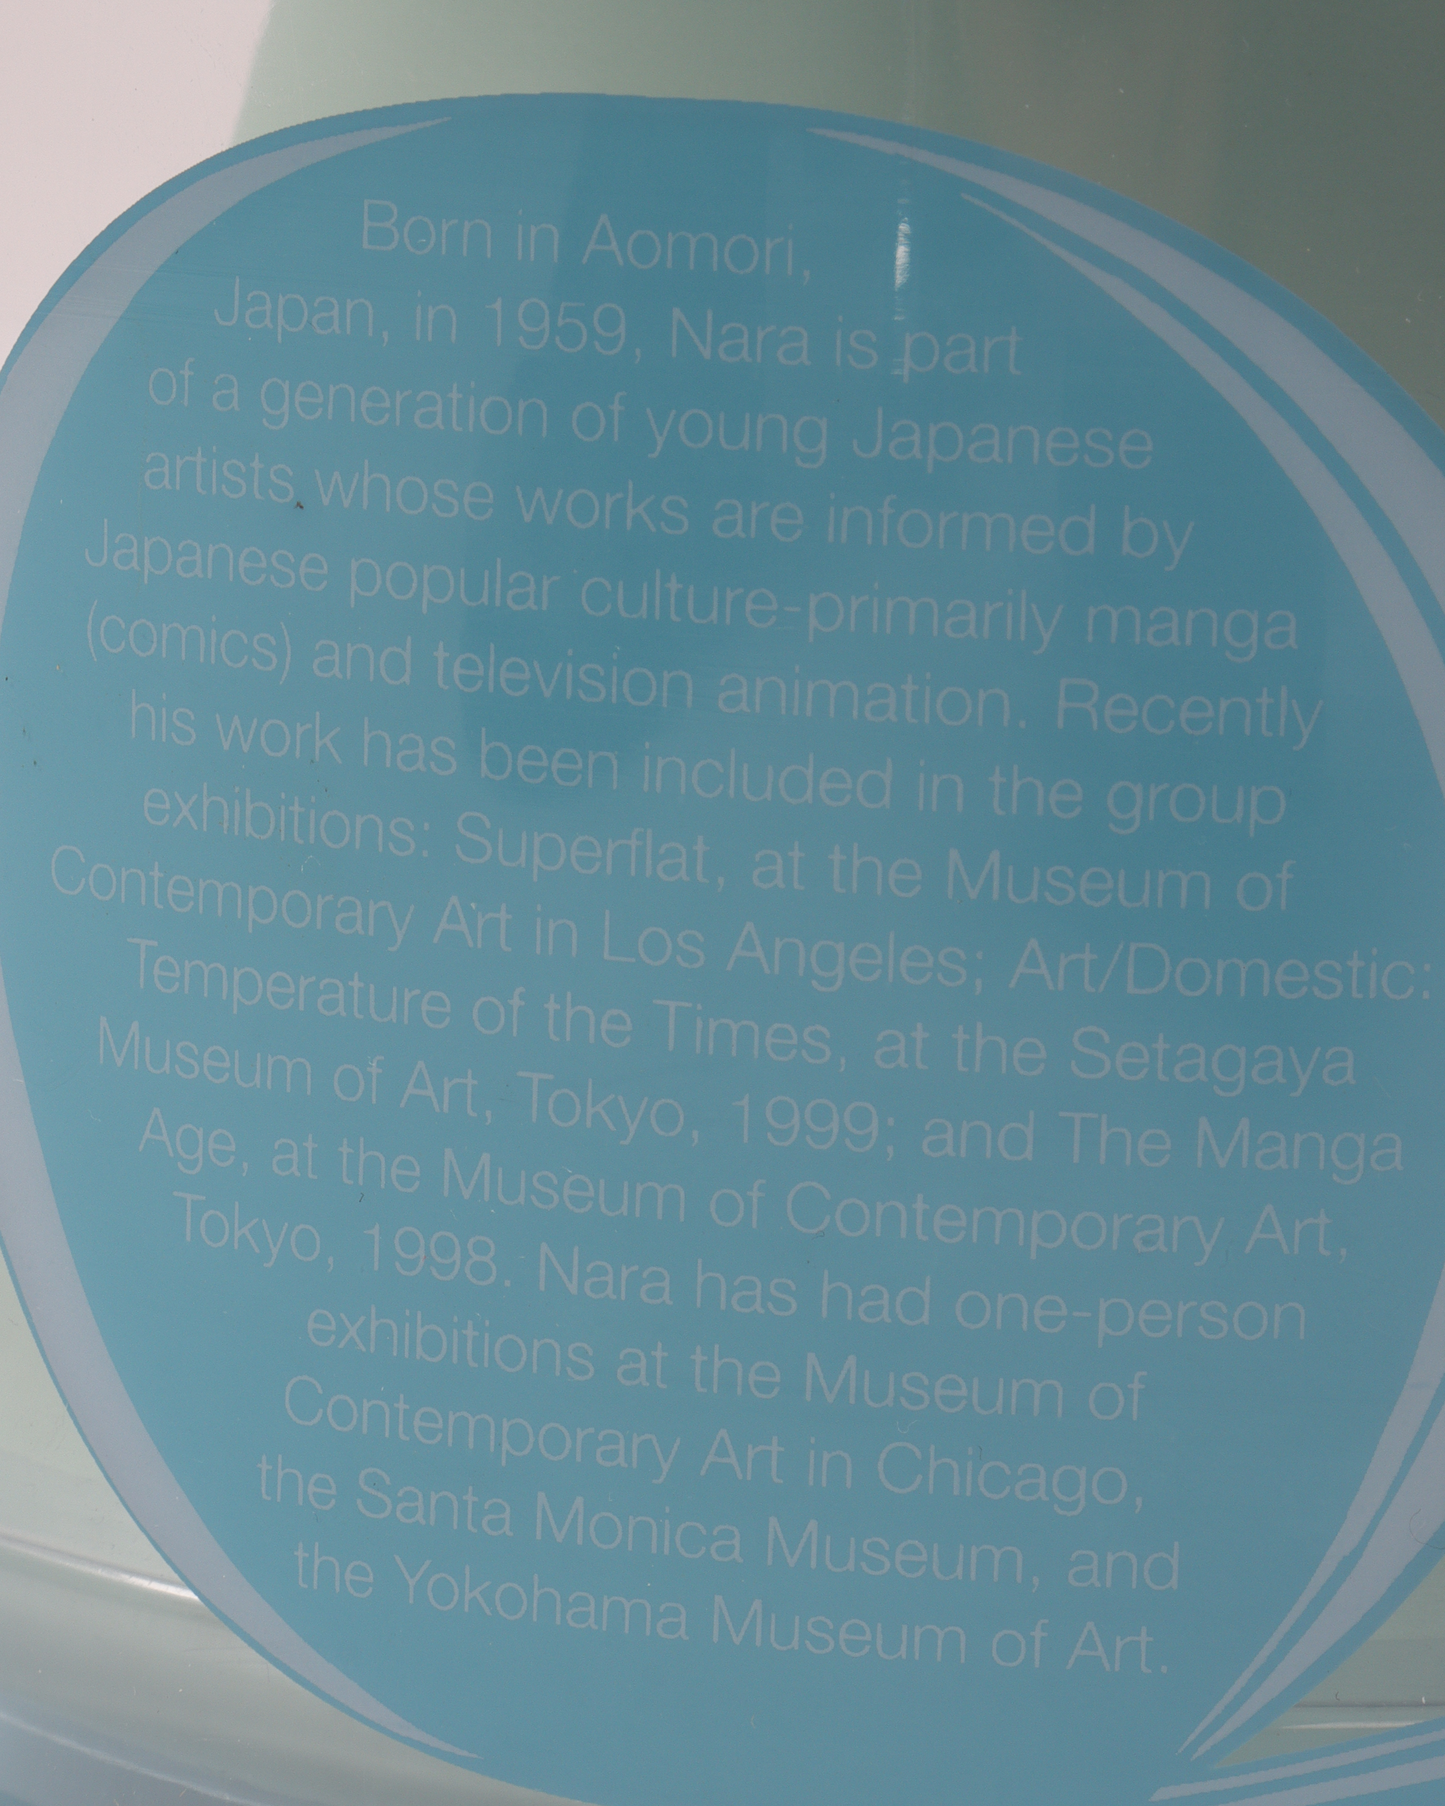 Born in Aomori,
Japan, in 1959, Nara is part
of a generation of young Japanese
artists whose works are informed by
Japanese popular culture-primarily manga
(comics) and television animation. Recently
his work has been included in the group
exhibitions: Superflat, at the Museum of
Contemporary Art in Los Angeles; Art/Domestic:
Temperature of the Times, at the Setagaya
Museum of Art, Tokyo, 1999; and The Manga
Age, at the Museum of Contemporary Art,
Tokyo, 1998. Nara has had one-person
exhibitions at the Museum of
Contemporary Art in Chicago,
the Santa Monica Museum, and
the Yokohama Museum of Art.